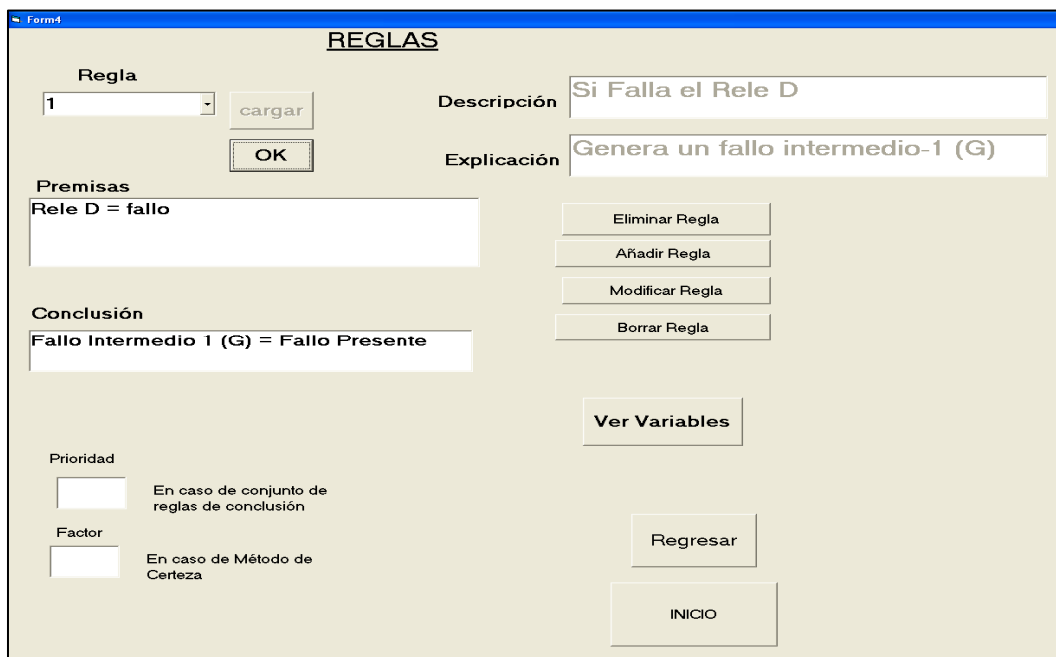 Form4
REGLAS
Regla
1
cargar
OK
Descripción
Si Falla el Rele D
Explicación
Genera un fallo intermedio-1 (G)
Premisas
Rele D = fallo
Eliminar Regla
Añadir Regla
Modificar Regla
Borrar Regla
Conclusión
Fallo Intermedio 1 (G) = Fallo Presente
Ver Variables
Prioridad
En caso de conjunto de
reglas de conclusión
Factor
En caso de Método de
Certeza
Regresar
INICIO